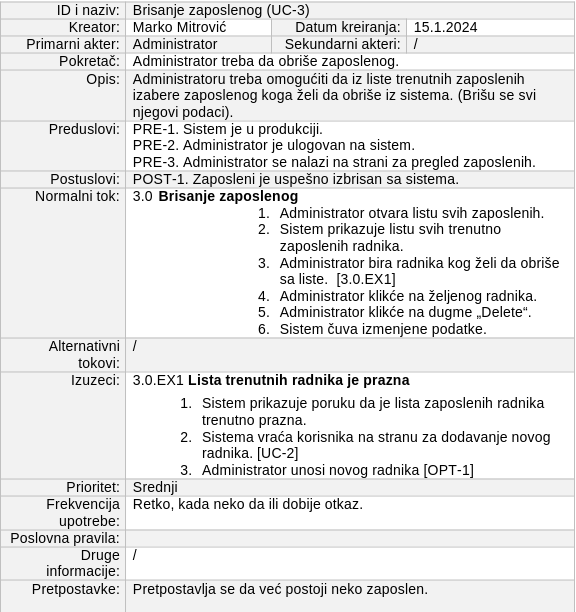 ID i naziv: Brisanje zaposlenog (UC-3)
Kreator: Marko Mitrović Datum kreiranja: 15.1.2024
Primarni akter: Administrator Sekundarni akteri: /
Pokretač: Administrator treba da obriše zaposlenog.
Opis: Administratoru treba omogućiti da iz liste trenutnih zaposlenih
izabere zaposlenog koga želi da obriše iz sistema. (Brišu se svi
njegovi podaci).
Preduslovi: PRE-1. Sistem je u produkciji.
PRE-2. Administrator je ulogovan na sistem.
PRE-3. Administrator se nalazi na strani za pregled zaposlenih.
Postuslovi: POST-1. Zaposleni je uspešno izbrisan sa sistema.
Normalni tok: 3.0 Brisanje zaposlenog
1. Administrator otvara listu svih zaposlenih.
2. Sistem prikazuje listu svih trenutno
zaposlenih radnika.
3. Administrator bira radnika kog želi da obriše
sa liste. [3.0.EX1]
4. Administrator klikće na željenog radnika.
5. Administrator klikće na dugme „Delete“.
6. Sistem čuva izmenjene podatke.
Alternativni /
tokovi:
Izuzeci: 3.0.EX1 Lista trenutnih radnika je prazna
1. Sistem prikazuje poruku da je lista zaposlenih radnika
trenutno prazna.
2. Sistema vraća korisnika na stranu za dodavanje novog
radnika. [UC-2]
3. Administrator unosi novog radnika [OPT-1]
Prioritet: Srednji
Frekvencija Retko, kada neko da ili dobije otkaz.
upotrebe:
Poslovna pravila:
Druge /
informacije:
Pretpostavke: Pretpostavlja se da već postoji neko zaposlen.